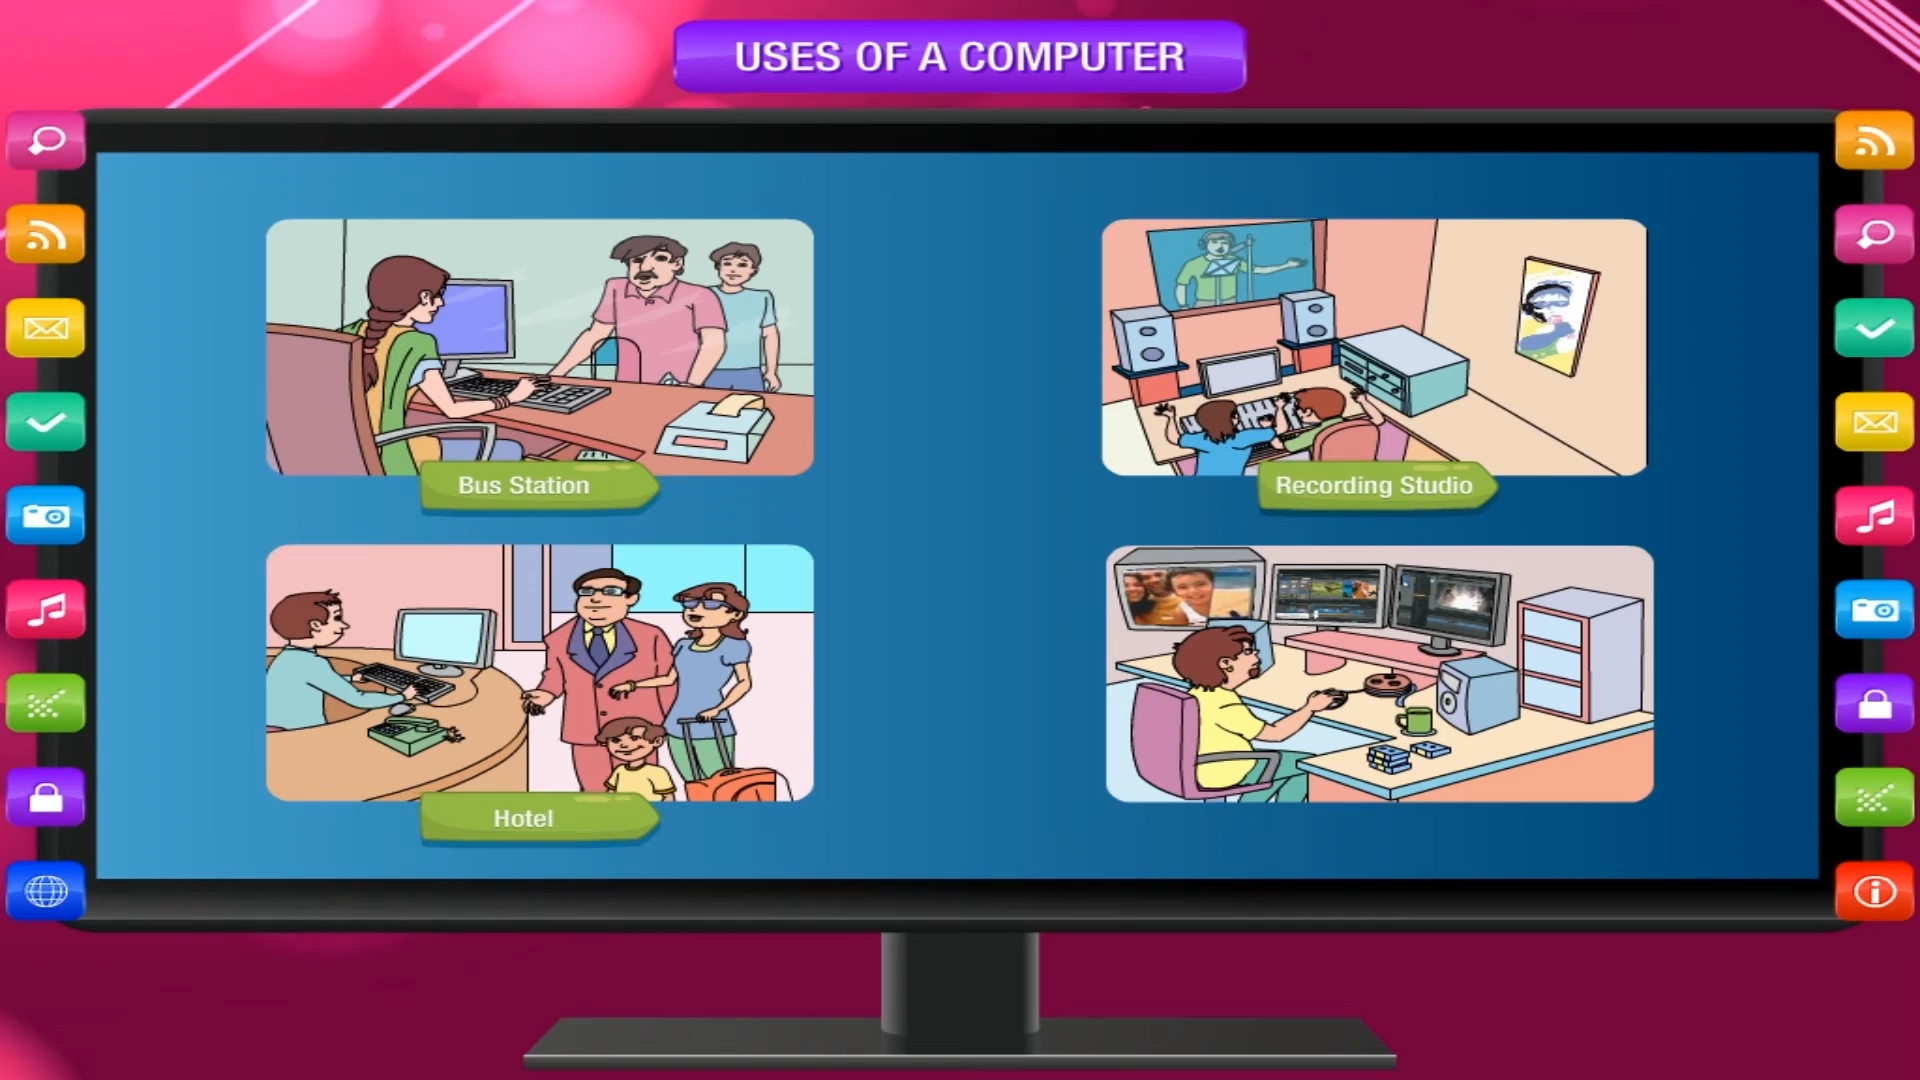 USES OF A COMPUTER
Bus Station
Recording Studio
Hotel